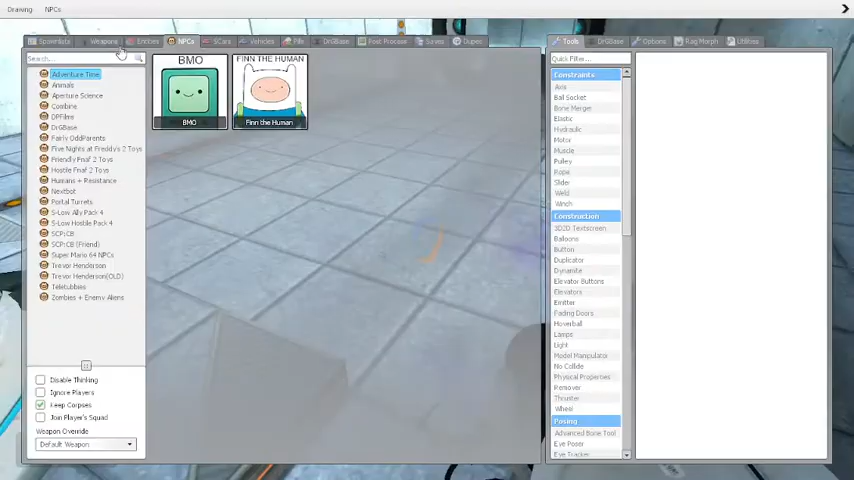 Drawing NPCs
Spawnlists Weapons Entities NPCs SCars Vehicles Pills DrGBase Post Process Saves Dupes
Tools DrGBase Options Rag Morph Utilities
Search...
Adventure Time
Animals
Aperture Science
Combine
DPFilms
DrGBase
Fairly OddParents
Five Nights at Freddy's 2 Toys
Friendly Fnaf 2 Toys
Hostile Fnaf 2 Toys
Humans + Resistance
Nextbot
Portal Turrets
S-Low Ally Pack 4
S-Low Hostile Pack 4
SCP:CB
SCP:CB (Friend)
Super Mario 64 NPCs
Trevor Henderson
Trevor Henderson(OLD)
Teletubbies
Zombies + Enemy Aliens
Disable Thinking
Ignore Players
Keep Corpses
Join Player's Squad
Weapon Override
Default Weapon
BMO
BMO
FINN THE HUMAN
Finn the Human
Quick Filter...
Constraints
Axis
Ball Socket
Bone Merger
Elastic
Hydraulic
Motor
Muscle
Pulley
Rope
Slider
Weld
Winch
Construction
3D2D Textscreen
Balloons
Button
Duplicator
Dynamite
Elevator Buttons
Elevators
Emitter
Fading Doors
Hoverball
Lamps
Light
Model Manipulator
No Collide
Physical Properties
Remover
Thruster
Wheel
Posing
Advanced Bone Tool
Eye Poser
Eye Tracker